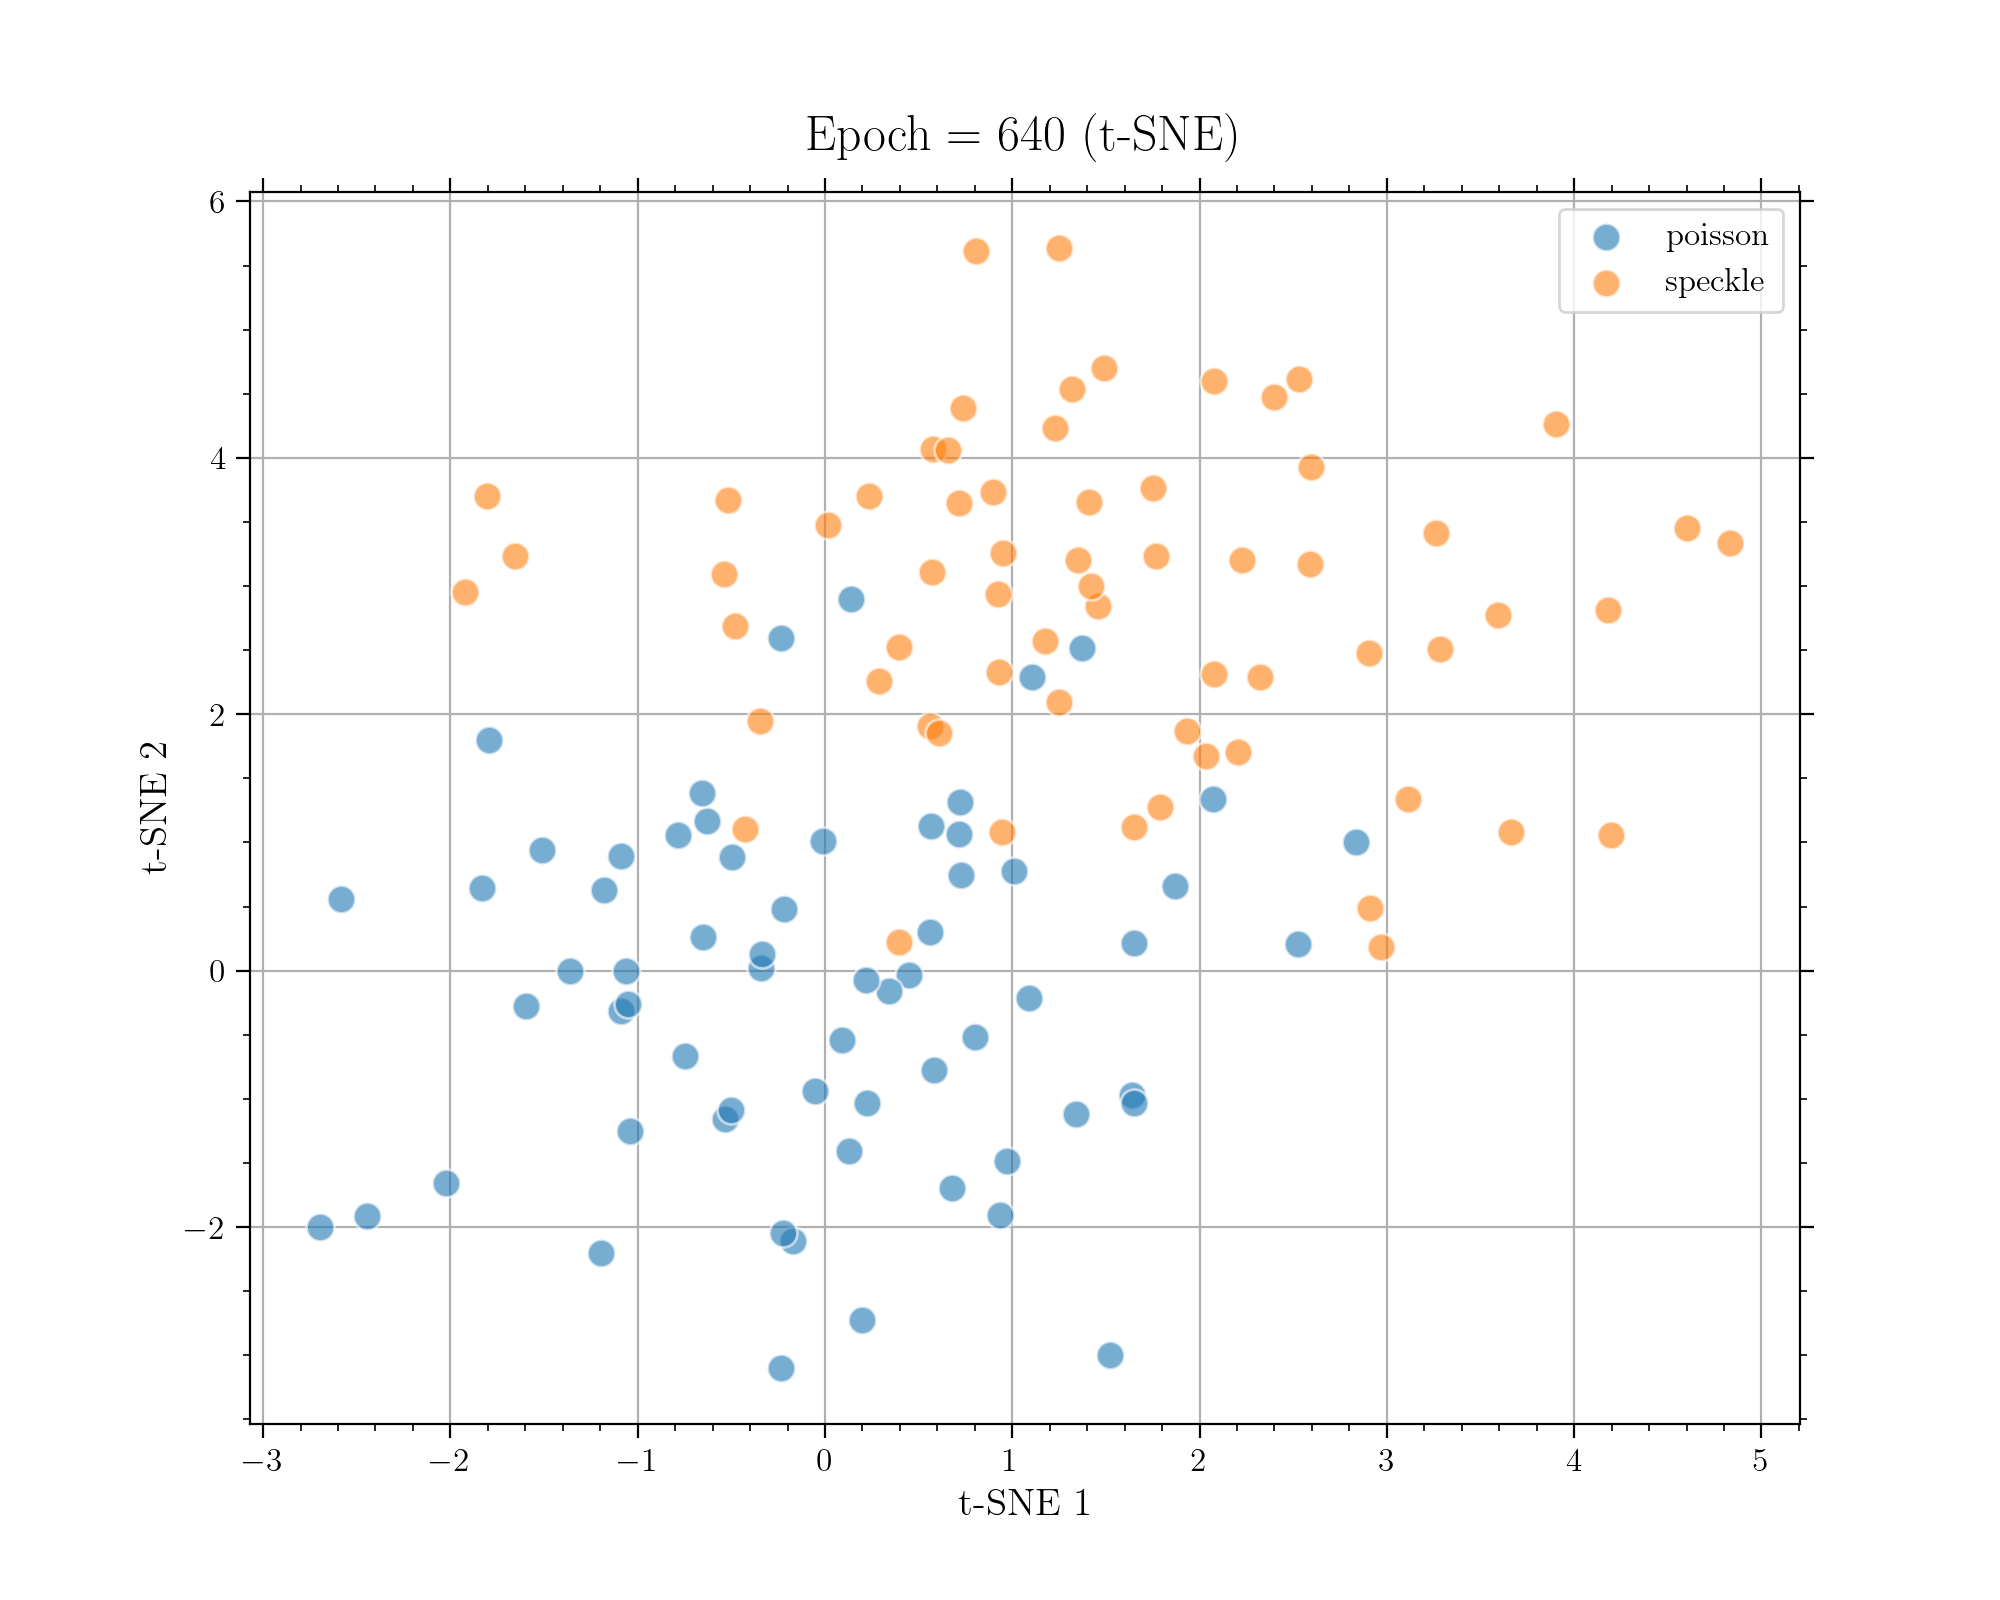 Epoch = 640 (t-SNE)
poisson
speckle
6
4
2
0
−2
t-SNE 2
−3 −2 −1 0 1 2 3 4 5
t-SNE 1